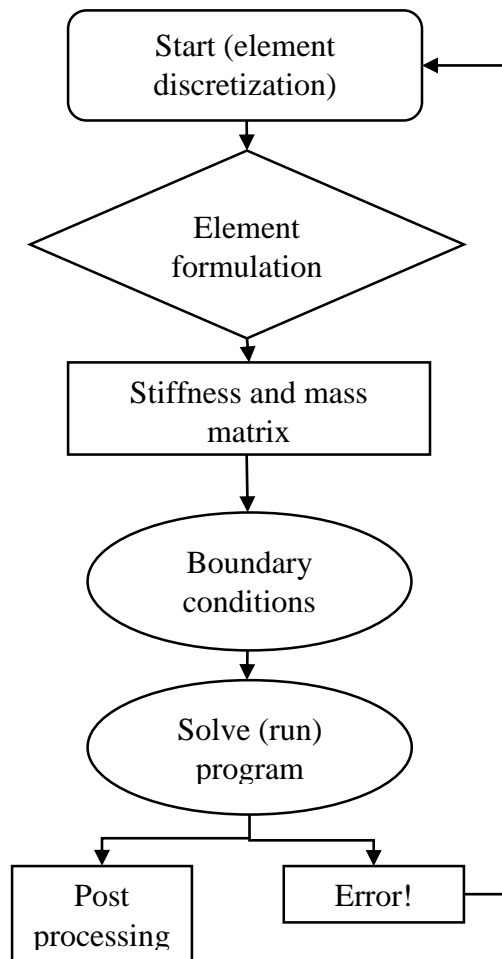 Start (element
discretization)
Element
formulation
Stiffness and mass
matrix
Boundary
conditions
Solve (run)
program
Post
processing
Error!